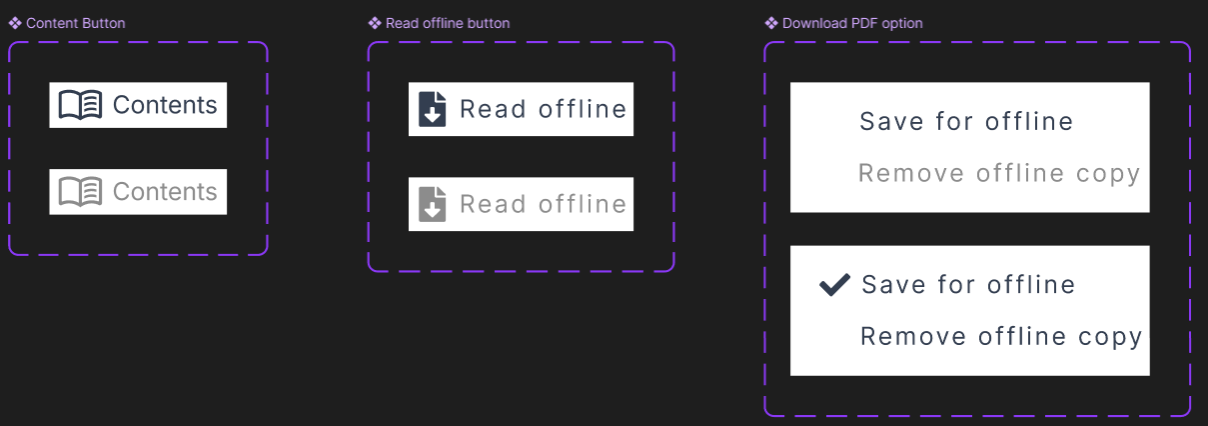 Content Button
Contents
Contents
Read offline button
Read offline
Read offline
Download PDF option
Save for offline
Remove offline copy
Save for offline
Remove offline copy